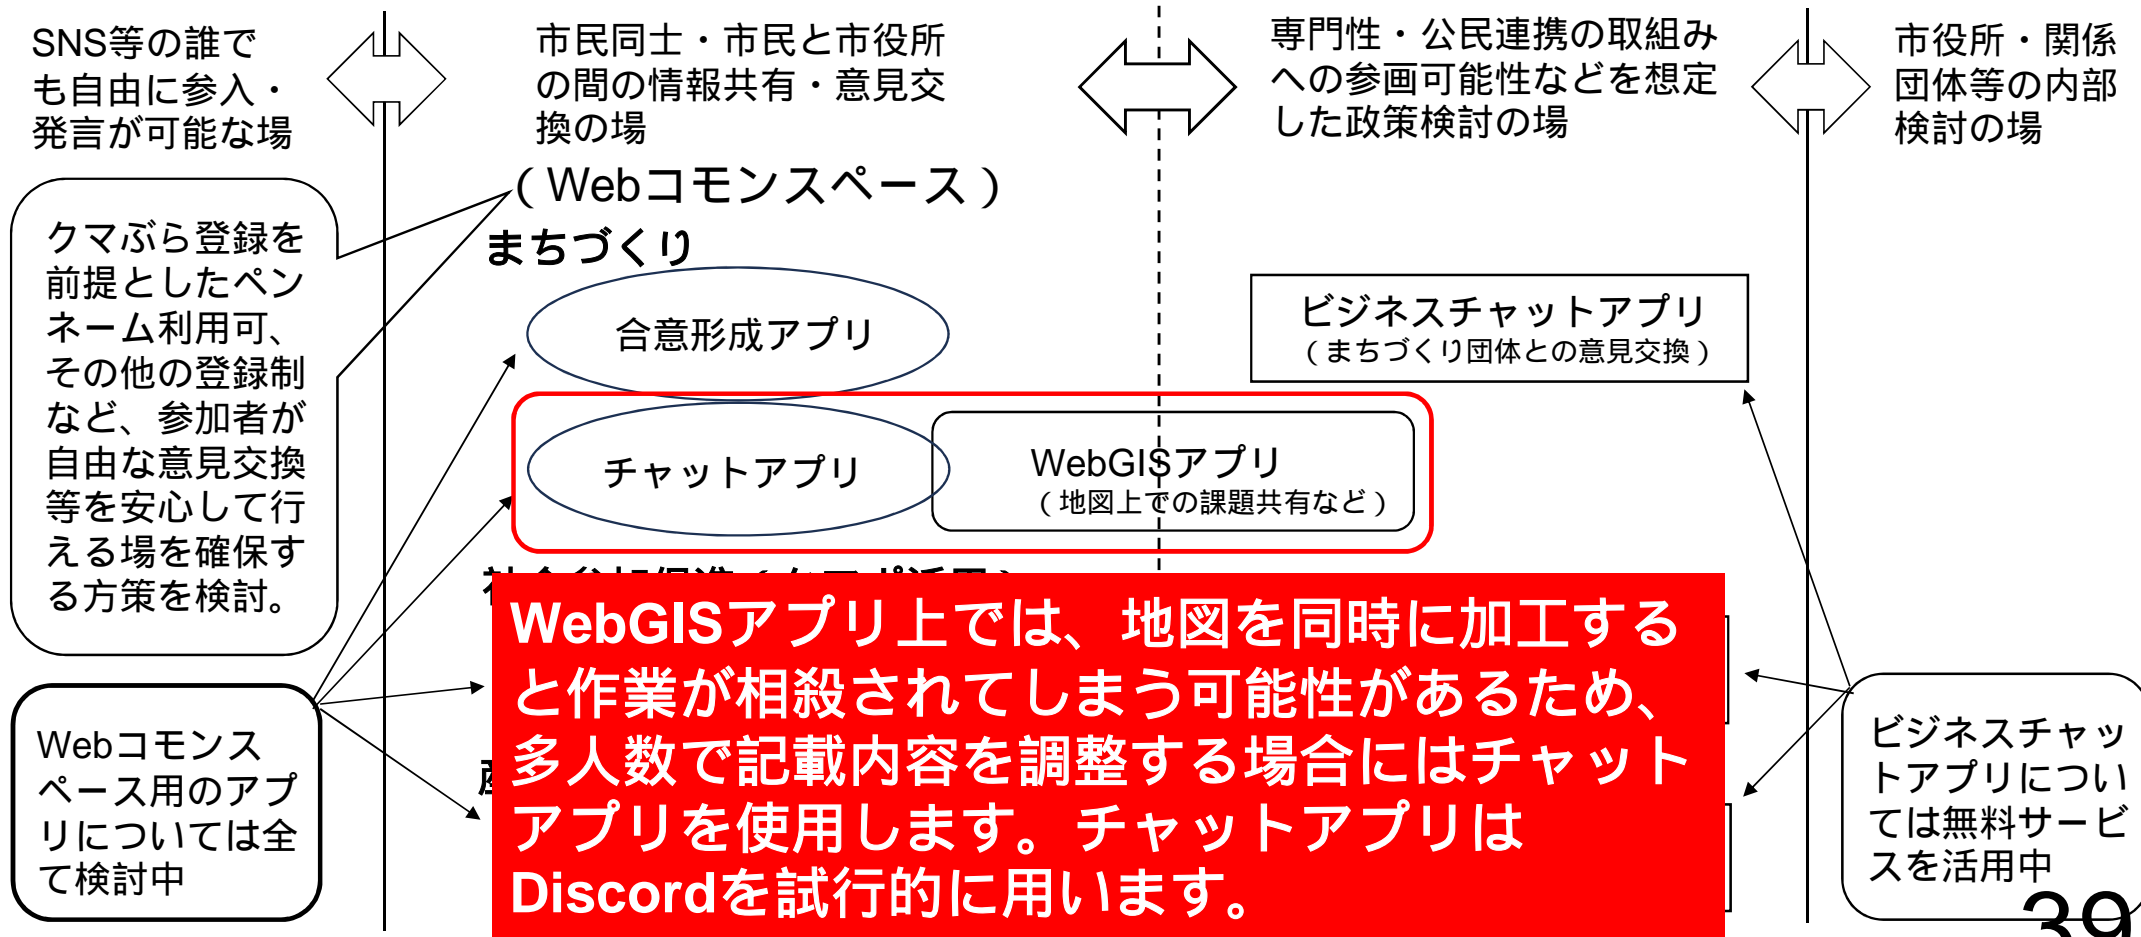 SNS等の誰で
も自由に参入・
発言が可能な場
市民同士・市民と市役所
の間の情報共有・意見交
換の場
（Webコモンスペース）
専門性・公民連携の取組み
への参画可能性などを想定
した政策検討の場
市役所・関係
団体等の内部
検討の場
クマぶら登録を
前提としたペン
ネーム利用可、
その他の登録制
など、参加者が
自由な意見交換
等を安心して行
える場を確保す
る方策を検討。
まちづくり
合意形成アプリ
ビジネスチャットアプリ
（まちづくり団体との意見交換）
チャットアプリ
WebGISアプリ
（地図上での課題共有など）
WebGISアプリ上では、地図を同時に加工する
と作業が相殺されてしまう可能性があるため、
多人数で記載内容を調整する場合にはチャット
アプリを使用します。チャットアプリは
Discordを試行的に用います。
Webコモンス
ペース用のアプ
リについては全
て検討中
ビジネスチャッ
トアプリについ
ては無料サービ
スを活用中
39